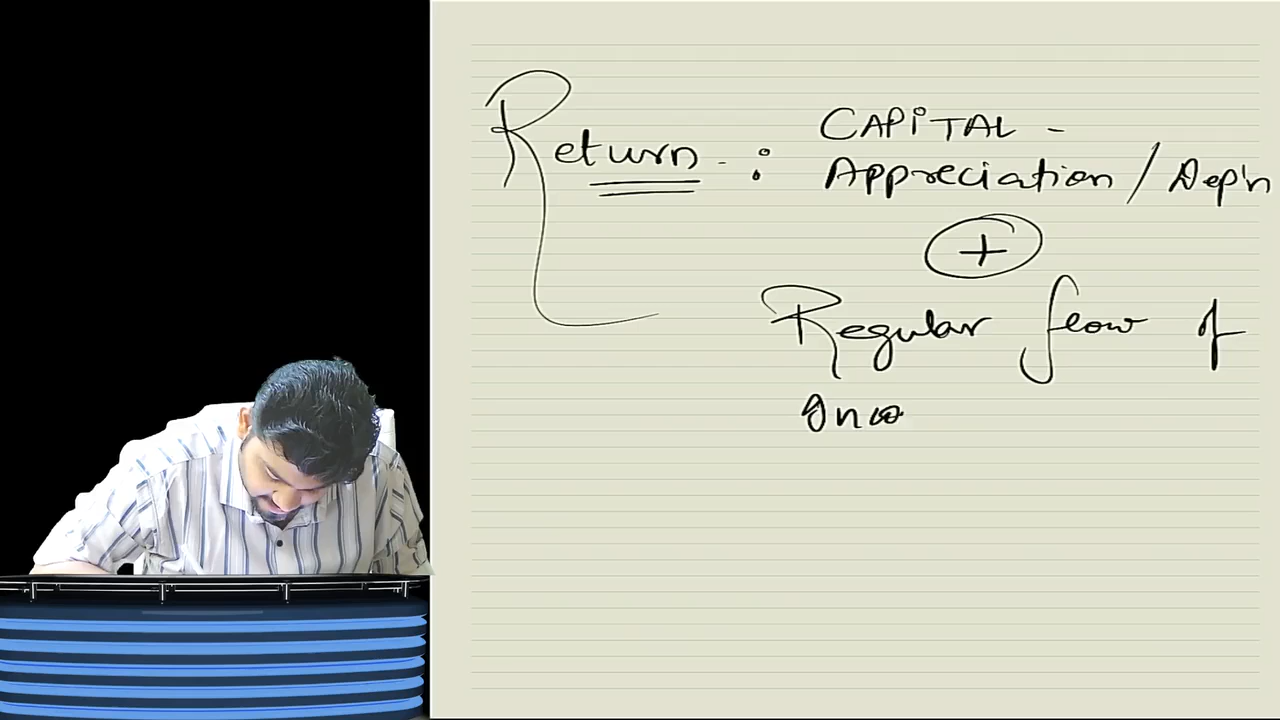 Return : CAPiTAL -
Appreciation / Dep'n
+
Regular flow of
Inco